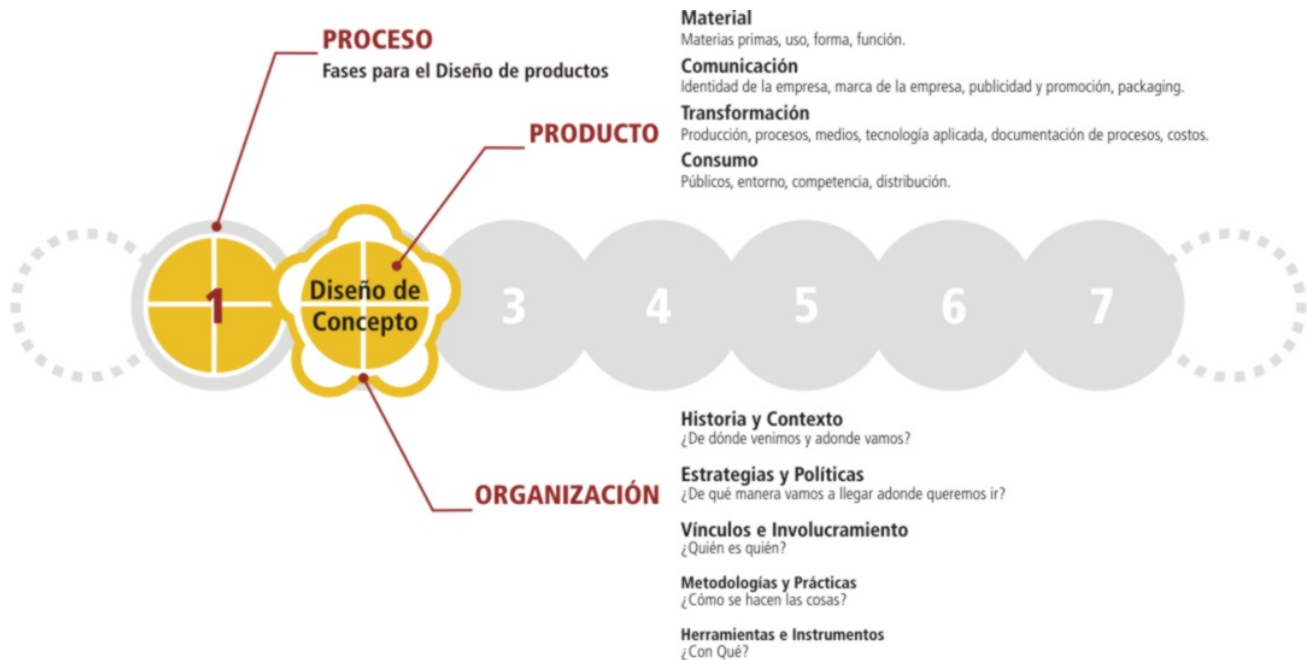 PROCESO
Fases para el Diseño de productos
PRODUCTO
Material
Materias primas, uso, forma, función.
Comunicación
Identidad de la empresa, marca de la empresa, publicidad y promoción, packaging.
Transformación
Producción, procesos, medios, tecnología aplicada, documentación de procesos, costos.
Consumo
Públicos, entorno, competencia, distribución.
1
Diseño de
Concepto
3
4
5
6
7
ORGANIZACIÓN
Historia y Contexto
¿De dónde venimos y adonde vamos?
Estrategias y Políticas
¿De qué manera vamos a llegar adonde queremos ir?
Vínculos e Involucramiento
¿Quién es quién?
Metodologías y Prácticas
¿Cómo se hacen las cosas?
Herramientas e Instrumentos
¿Con Qué?